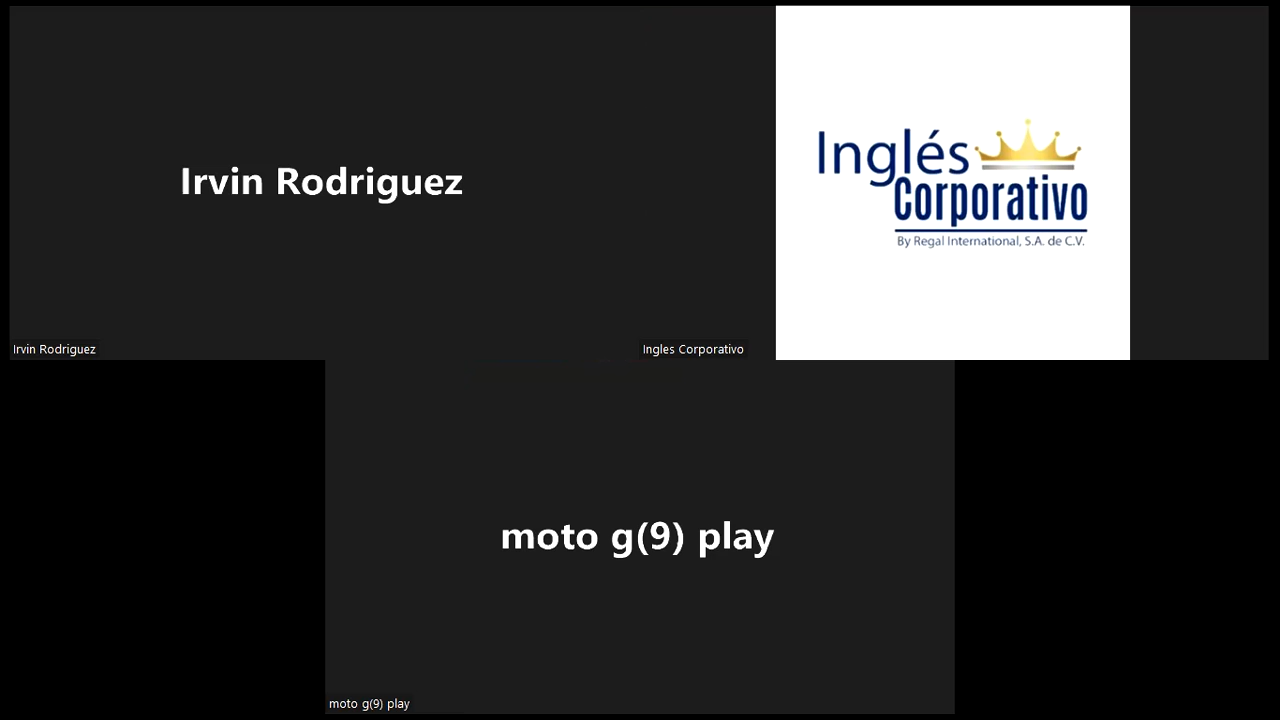 Irvin Rodriguez
Irvin Rodriguez
Inglés
Corporativo
By Regal International, S.A. de C.V.
Ingles Corporativo
moto g(9) play
moto g(9) play